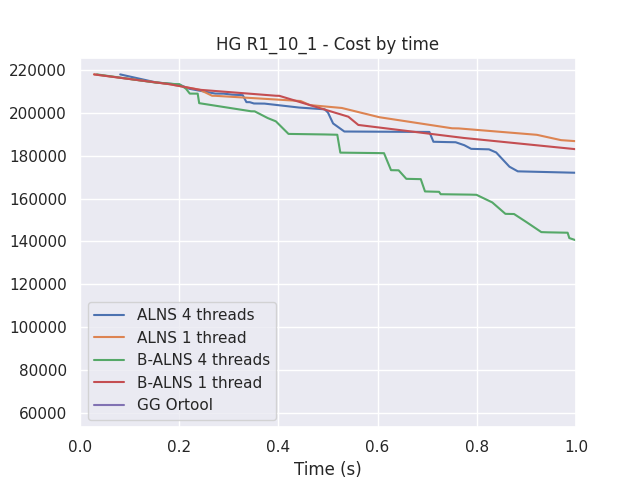 HG R1_10_1 - Cost by time
220000
200000
180000
160000
140000
120000
100000
80000
60000
ALNS 4 threads
ALNS 1 thread
B-ALNS 4 threads
B-ALNS 1 thread
GG Ortool
0.0 0.2 0.4 0.6 0.8 1.0
Time (s)